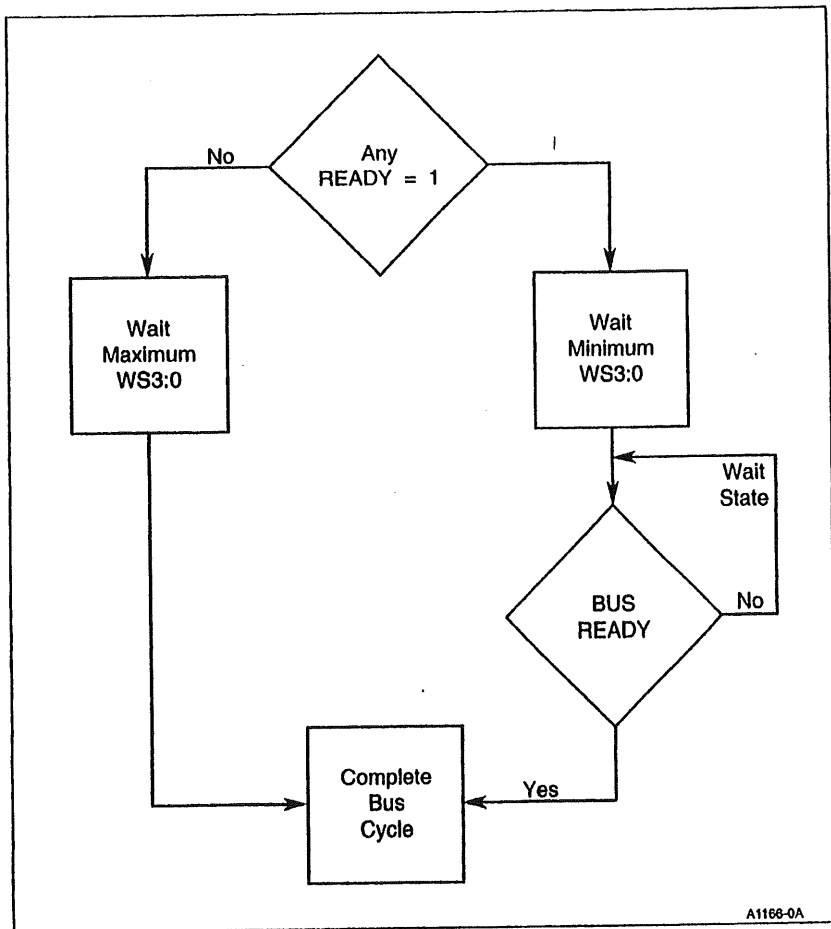 Any
READY = 1
No
Wait
Maximum
WS3:0
Wait
Minimum
WS3:0
Wait
State
BUS
READY
No
Complete
Bus
Cycle
Yes
A1166-0A